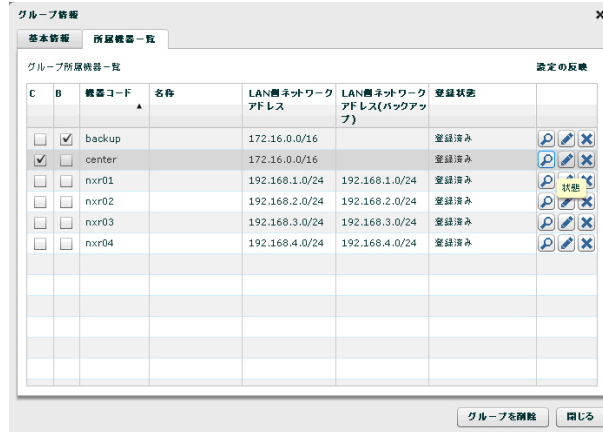 グループ情報
基本情報 所属機器一覧
グループ所属機器一覧 設定の反映
C B 機器コード 名称 LAN側ネットワークアドレス LAN側ネットワークアドレス(バックアップ) 登録状態
backup 172.16.0.0/16 登録済み
center 172.16.0.0/16 登録済み
nxr01 192.168.1.0/24 192.168.1.0/24 登録済み
状態
nxr02 192.168.2.0/24 192.168.2.0/24 登録済み
nxr03 192.168.3.0/24 192.168.3.0/24 登録済み
nxr04 192.168.4.0/24 192.168.4.0/24 登録済み
グループを削除 閉じる